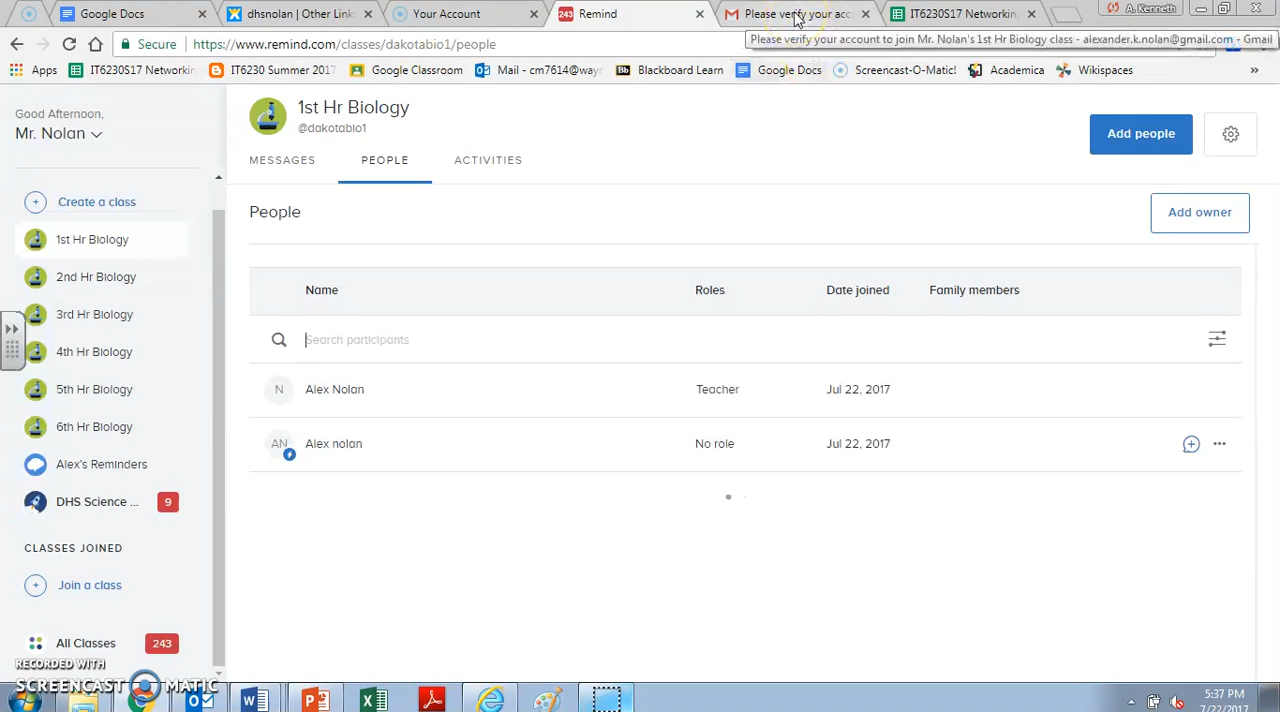 Google Docs
dhsnolan | Other Link
Your Account
243 Remind
Please verify your acc
IT6230S17 Networkin
A. Kenneth
Secure
https://www.remind.com/classes/dakotabio1/people
Please verify your account to join Mr. Nolan's 1st Hr Biology class - alexander.k.nolan@gmail.com - Gmail
Apps
IT6230S17 Networkin
IT6230 Summer 2017
Google Classroom
Mail - cm7614@way
Bb Blackboard Learn
Google Docs
Screencast-O-Matic!
Academica
Wikispaces
»
Good Afternoon,
Mr. Nolan
Create a class
1st Hr Biology
2nd Hr Biology
3rd Hr Biology
4th Hr Biology
5th Hr Biology
6th Hr Biology
Alex's Reminders
DHS Science ... 9
CLASSES JOINED
Join a class
All Classes 243
1st Hr Biology
@dakotabio1
Add people
MESSAGES PEOPLE ACTIVITIES
People
Add owner
Name Roles Date joined Family members
Search participants
N Alex Nolan Teacher Jul 22, 2017
AN Alex nolan No role Jul 22, 2017
RECORDED WITH
SCREENCAST MATIC
5:37 PM
7/22/2017